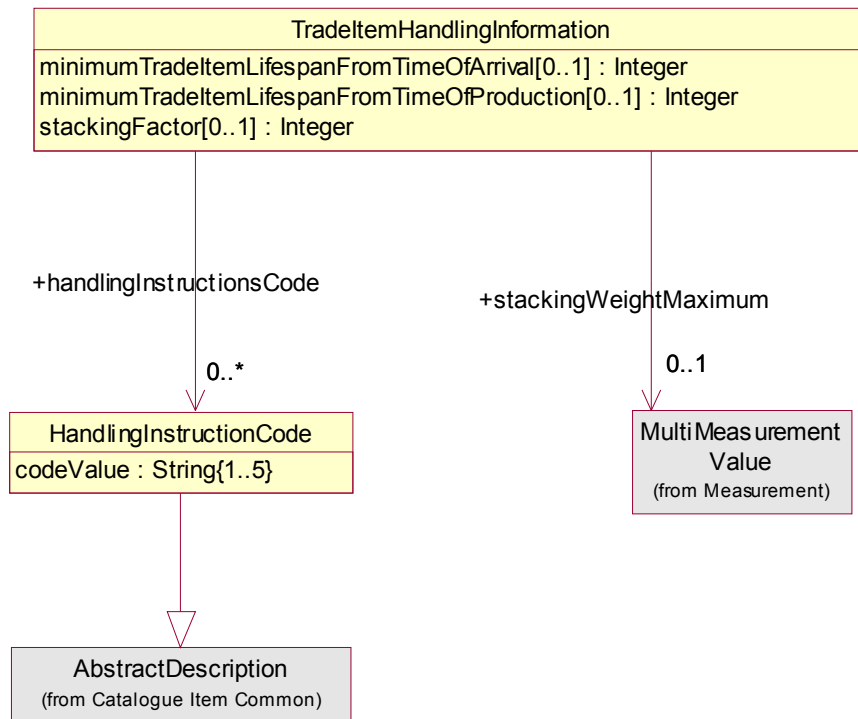 TradeItemHandlingInformation
minimumTradeItemLifespanFromTimeOfArrival[0..1] : Integer
minimumTradeItemLifespanFromTimeOfProduction[0..1] : Integer
stackingFactor[0..1] : Integer
+handlingInstructionsCode
+stackingWeightMaximum
0..*
0..1
HandlingInstructionCode
codeValue : String{1..5}
MultiMeasurement
Value
(from Measurement)
AbstractDescription
(from Catalogue Item Common)